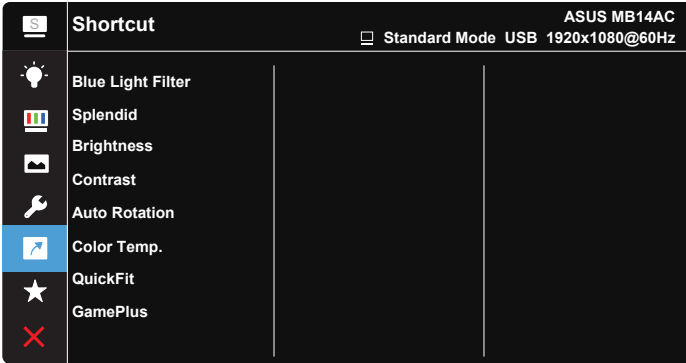 S
Shortcut
ASUS MB14AC
Standard Mode USB 1920x1080@60Hz
Blue Light Filter
Splendid
Brightness
Contrast
Auto Rotation
Color Temp.
QuickFit
GamePlus